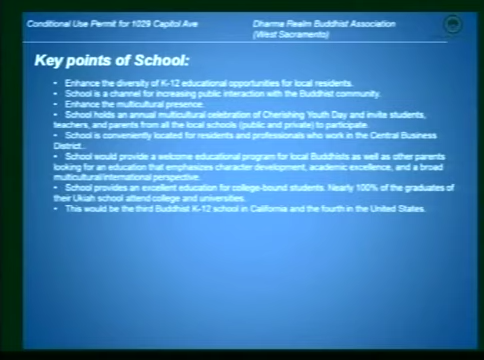 Conditional Use Permit for 1029 Capitol Ave
Dharma Realm Buddhist Association
(West Sacramento)
Key points of School:
• Enhance the diversity of K-12 educational opportunities for local residents.
• School is a channel for increasing public interaction with the Buddhist community.
• Enhance the multicultural presence.
• School holds an annual multicultural celebration of Cherishing Youth Day and invite students,
teachers, and parents from all the local schools (public and private) to participate.
• School is conveniently located for residents and professionals who work in the Central Business
District..
• School would provide a welcome educational program for local Buddhists as well as other parents
looking for an education that emphasizes character development, academic excellence, and a broad
multicultural/international perspective.
• School provides an excellent education for college-bound students. Nearly 100% of the graduates of
their Ukiah school attend college and universities.
• This would be the third Buddhist K-12 school in California and the fourth in the United States.